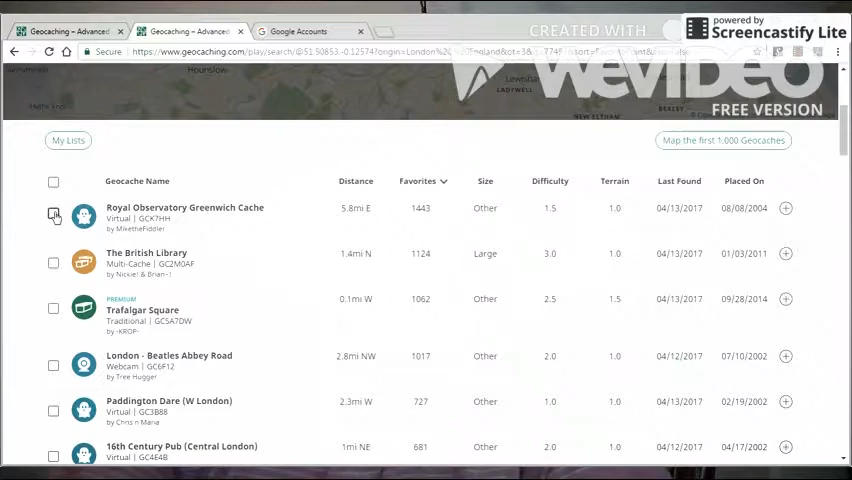 CREATED WITH
powered by
Screencastify Lite
Geocaching – Advanced
Geocaching – Advanced
Google Accounts
Secure
https://www.geocaching.com/play/search/@51.50853,-0.12574?origin=London
WeVideo
FREE VERSION
Hounslow
LADYWELL
NEW ELTHAM
My Lists
Map the first 1,000 Geocaches
Geocache Name Distance Favorites Size Difficulty Terrain Last Found Placed On
Royal Observatory Greenwich Cache 5.8mi E 1443 Other 1.5 1.0 04/13/2017 08/08/2004
Virtual | GCK7HH
by MiketheFiddler
The British Library 1.4mi N 1124 Large 3.0 1.0 04/13/2017 01/03/2011
Multi-Cache | GC2M0AF
by Nickie! & Brian-!
PREMIUM
Trafalgar Square 0.1mi W 1062 Other 2.5 1.5 04/13/2017 09/28/2014
Traditional | GC5A7DW
by -KROP-
London - Beatles Abbey Road 2.8mi NW 1017 Other 2.0 1.0 04/12/2017 07/10/2002
Webcam | GC6F12
by Tree Hugger
Paddington Dare (W London) 2.3mi W 727 Other 1.0 1.0 04/13/2017 02/19/2002
Virtual | GC3B88
by Chris n Maria
16th Century Pub (Central London) 1mi NE 681 Other 2.0 1.0 04/12/2017 04/17/2002
Virtual | GC4E4B